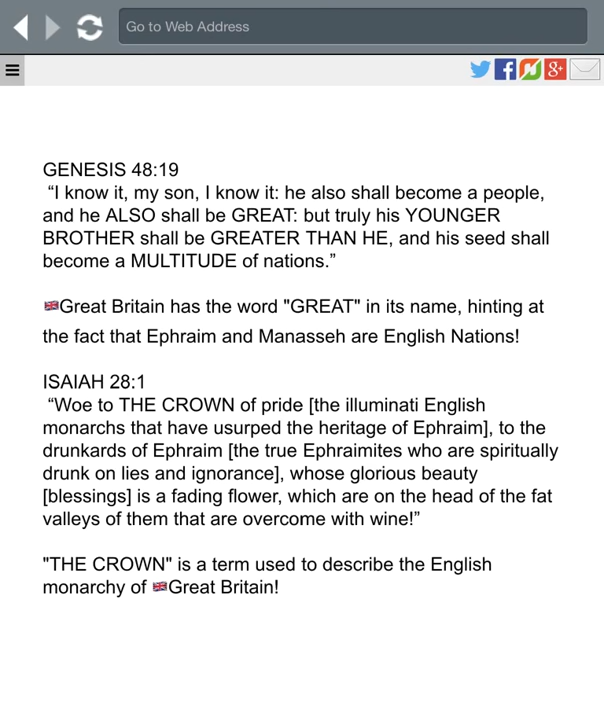 Go to Web Address
GENESIS 48:19
“I know it, my son, I know it: he also shall become a people,
and he ALSO shall be GREAT: but truly his YOUNGER
BROTHER shall be GREATER THAN HE, and his seed shall
become a MULTITUDE of nations.”
🇬🇧Great Britain has the word "GREAT" in its name, hinting at
the fact that Ephraim and Manasseh are English Nations!
ISAIAH 28:1
“Woe to THE CROWN of pride [the illuminati English
monarchs that have usurped the heritage of Ephraim], to the
drunkards of Ephraim [the true Ephraimites who are spiritually
drunk on lies and ignorance], whose glorious beauty
[blessings] is a fading flower, which are on the head of the fat
valleys of them that are overcome with wine!”
"THE CROWN" is a term used to describe the English
monarchy of 🇬🇧Great Britain!